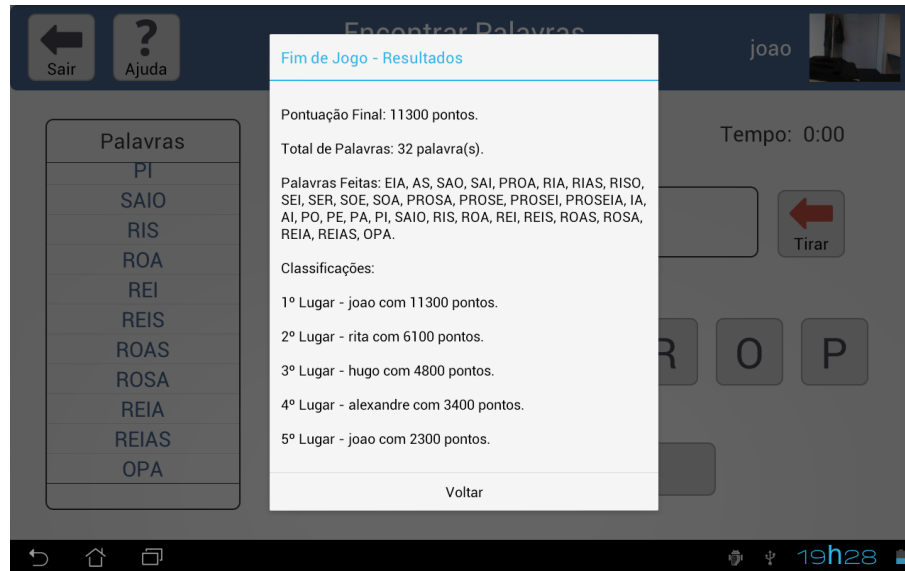 Encontrar Palavras
Sair
?
Ajuda
joao
Fim de Jogo - Resultados
Pontuação Final: 11300 pontos.
Total de Palavras: 32 palavra(s).
Palavras Feitas: EIA, AS, SAO, SAI, PROA, RIA, RIAS, RISO,
SEI, SER, SOE, SOA, PROSA, PROSE, PROSEI, PROSEIA, IA,
AI, PO, PE, PA, PI, SAIO, RIS, ROA, REI, REIS, ROAS, ROSA,
REIA, REIAS, OPA.
Classificações:
1º Lugar - joao com 11300 pontos.
2º Lugar - rita com 6100 pontos.
3º Lugar - hugo com 4800 pontos.
4º Lugar - alexandre com 3400 pontos.
5º Lugar - joao com 2300 pontos.
Voltar
Palavras
PI
SAIO
RIS
ROA
REI
REIS
ROAS
ROSA
REIA
REIAS
OPA
Tempo: 0:00
Tirar
R O P
19h28